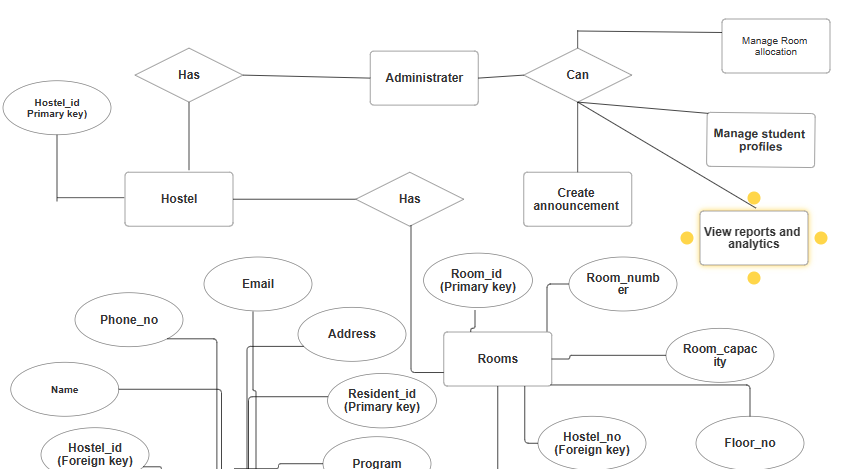 Manage Room
allocation
Has
Administrater
Can
Hostel_id
Primary key)
Manage student
profiles
Hostel
Has
Create
announcement
View reports and
analytics
Email
Room_id
(Primary key)
Room_numb
er
Phone_no
Address
Rooms
Room_capac
ity
Name
Resident_id
(Primary key)
Hostel_id
(Foreign key)
Hostel_no
(Foreign key)
Floor_no
Program